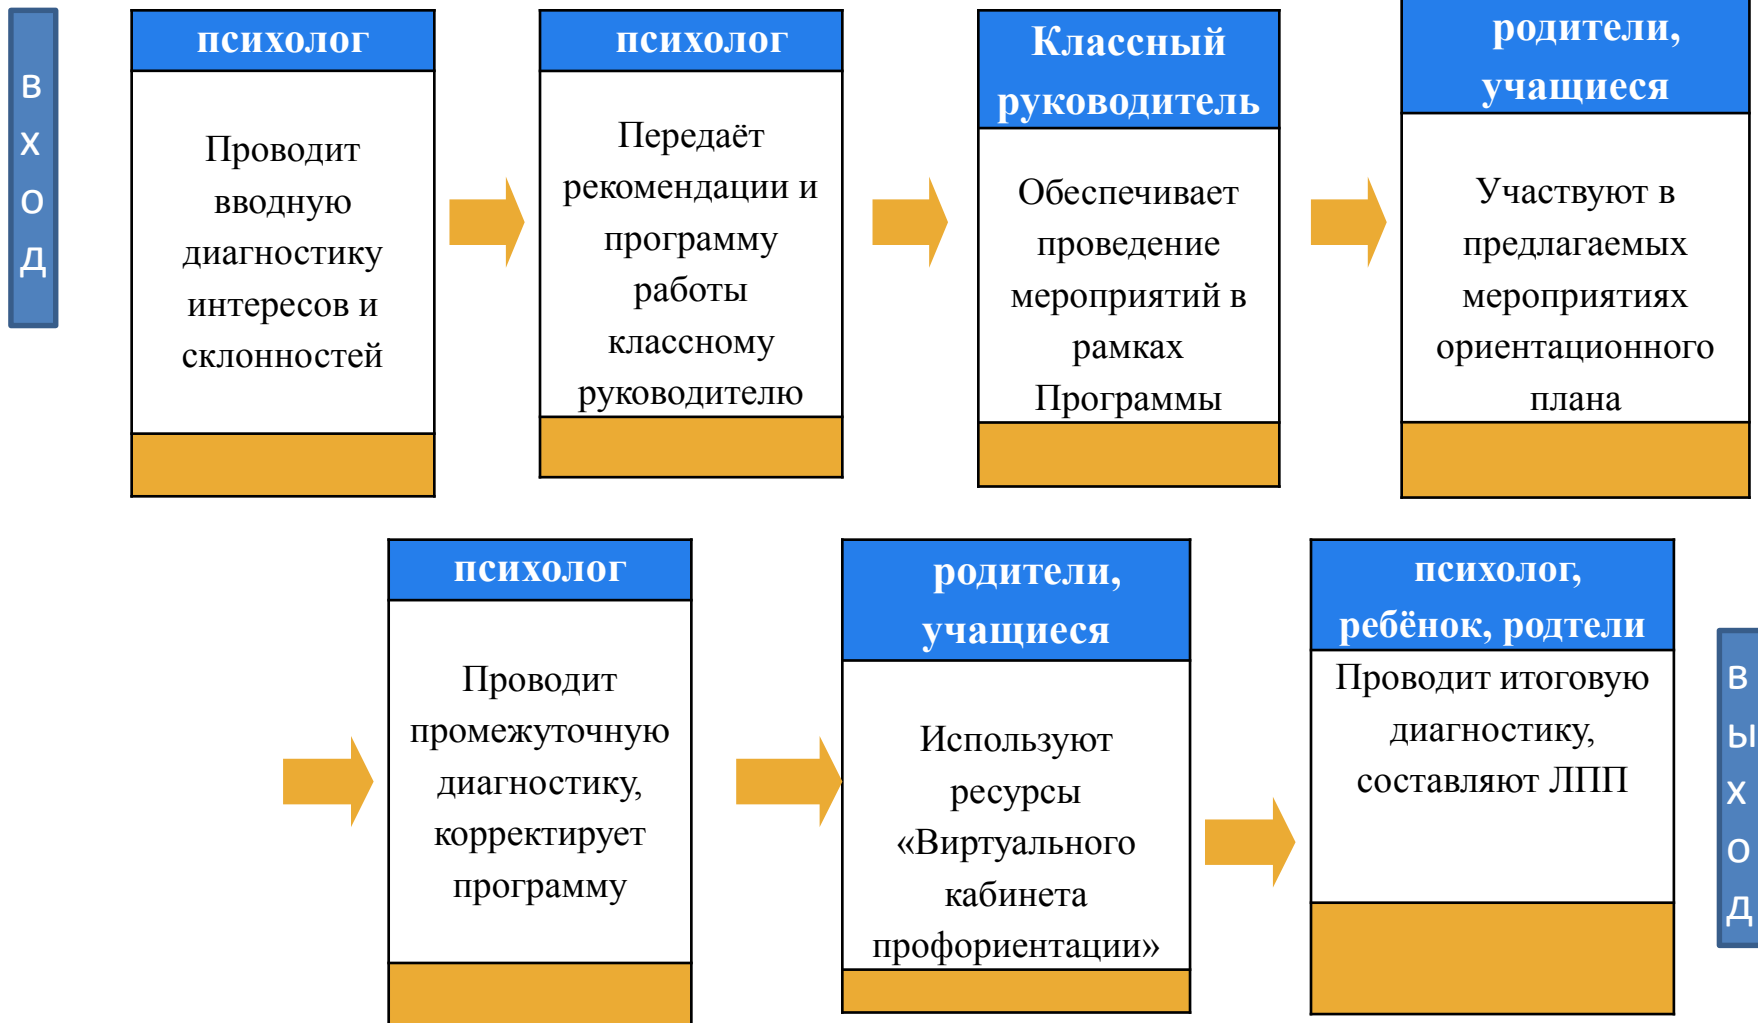 вход
психолог
Проводит
вводную
диагностику
интересов и
склонностей
психолог
Передаёт
рекомендации и
программу
работы
классному
руководителю
Классный
руководитель
Обеспечивает
проведение
мероприятий в
рамках
Программы
родители,
учащиеся
Участвуют в
предлагаемых
мероприятиях
ориентационного
плана
психолог
Проводит
промежуточную
диагностику,
корректирует
программу
родители,
учащиеся
Используют
ресурсы
«Виртуального
кабинета
профориентации»
психолог,
ребёнок, родтели
Проводит итоговую
диагностику,
составляют ЛПП
выход